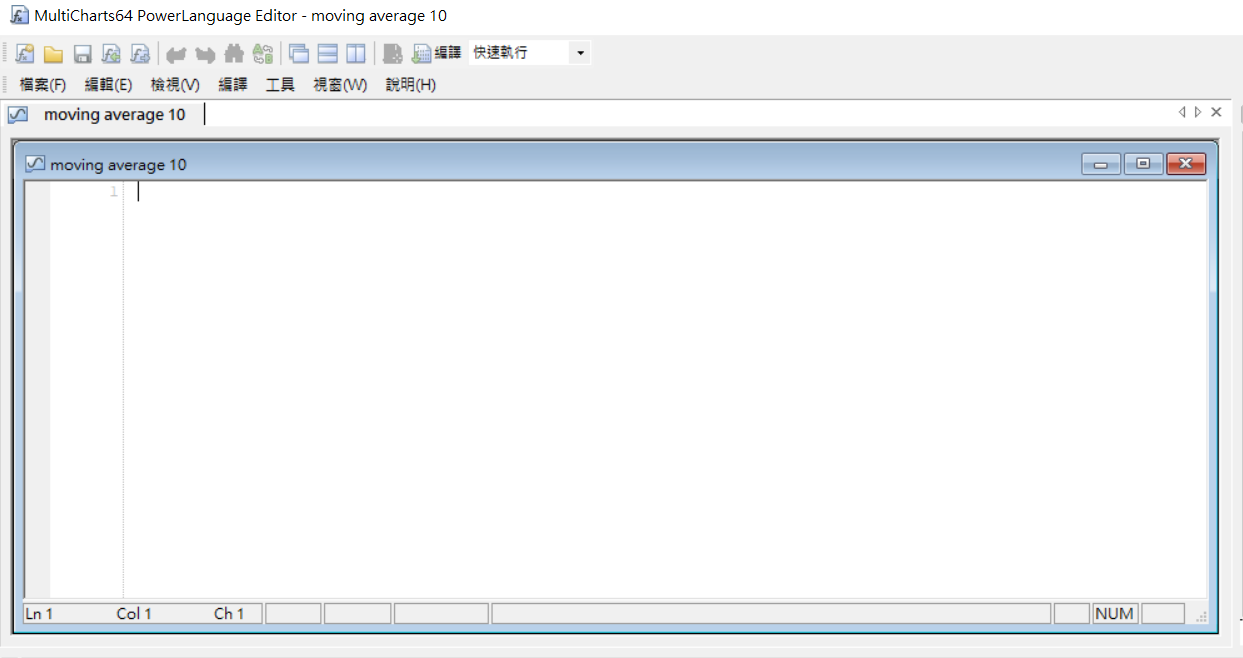 MultiCharts64 PowerLanguage Editor - moving average 10
編譯 快速執行
檔案(F) 編輯(E) 檢視(V) 編譯 工具 視窗(W) 說明(H)
moving average 10
moving average 10
1
Ln 1 Col 1 Ch 1 NUM